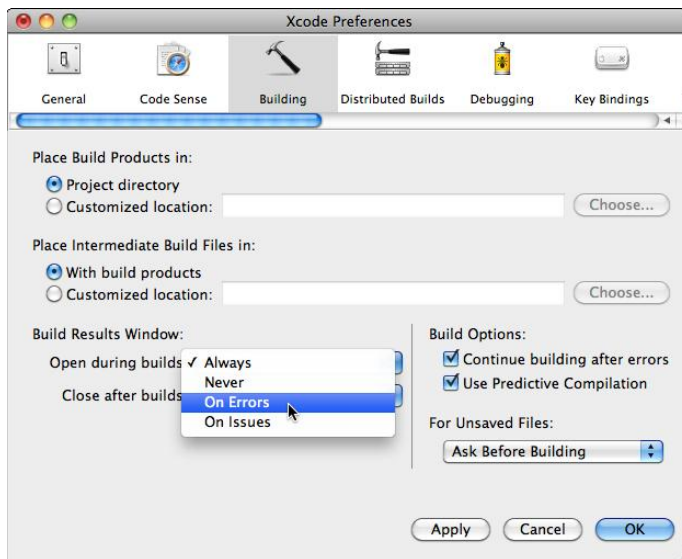 Xcode Preferences
General Code Sense Building Distributed Builds Debugging Key Bindings
Place Build Products in:
Project directory
Customized location: Choose...
Place Intermediate Build Files in:
With build products
Customized location: Choose...
Build Results Window:
Open during builds ✓ Always
Never
Close after builds On Errors
On Issues
Build Options:
Continue building after errors
Use Predictive Compilation
For Unsaved Files:
Ask Before Building
Apply Cancel OK